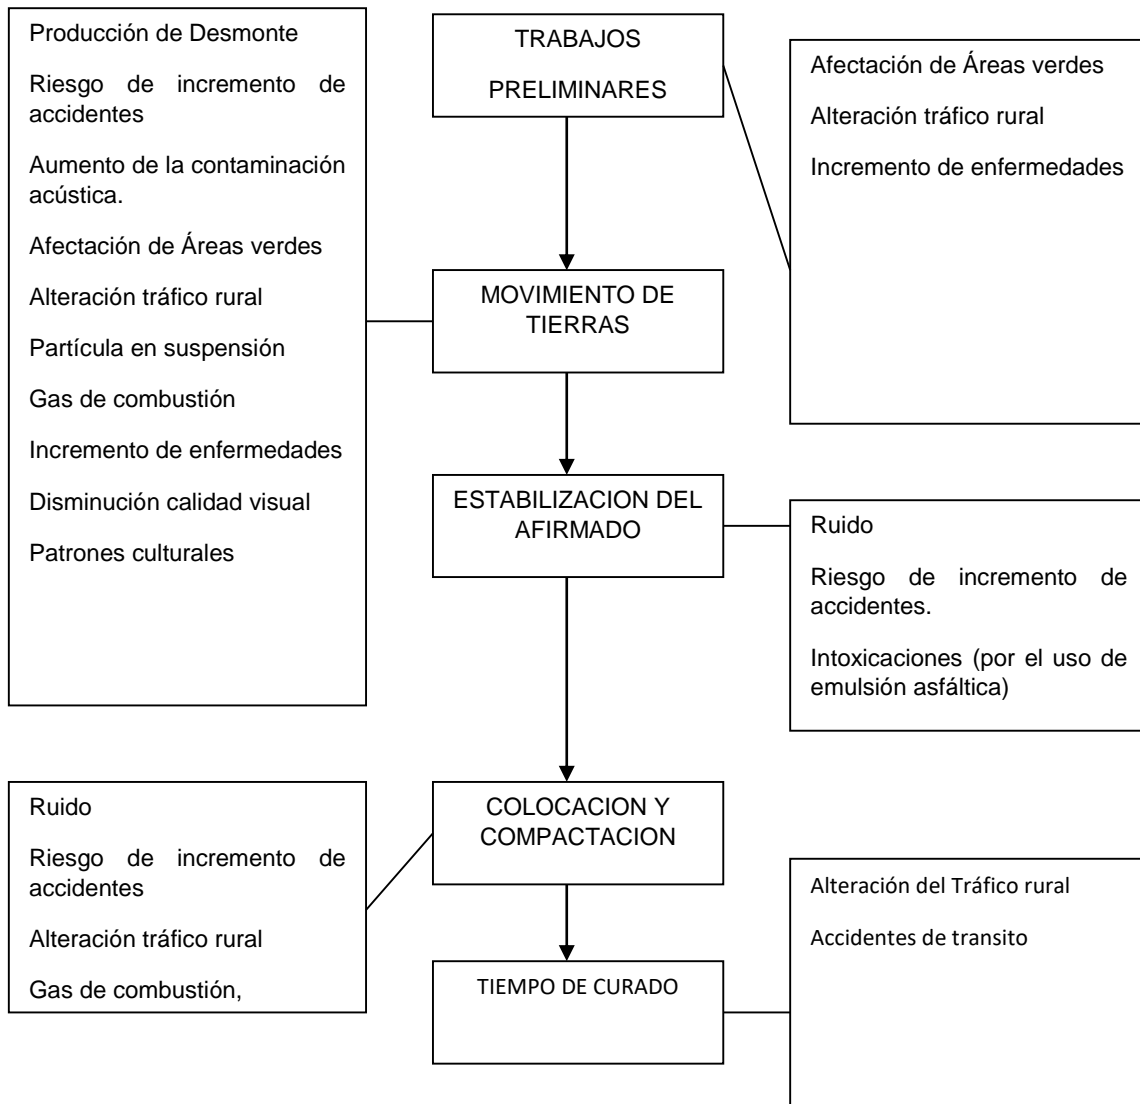 Producción de Desmonte
Riesgo de incremento de
accidentes
Aumento de la contaminación
acústica.
Afectación de Áreas verdes
Alteración tráfico rural
Partícula en suspensión
Gas de combustión
Incremento de enfermedades
Disminución calidad visual
Patrones culturales
TRABAJOS
PRELIMINARES
Afectación de Áreas verdes
Alteración tráfico rural
Incremento de enfermedades
MOVIMIENTO DE
TIERRAS
ESTABILIZACION DEL
AFIRMADO
Ruido
Riesgo de incremento de
accidentes.
Intoxicaciones (por el uso de
emulsión asfáltica)
Ruido
Riesgo de incremento de
accidentes
Alteración tráfico rural
Gas de combustión,
COLOCACION Y
COMPACTACION
TIEMPO DE CURADO
Alteración del Tráfico rural
Accidentes de transito